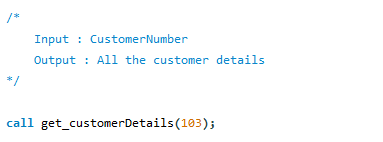 /*
Input : CustomerNumber
Output : All the customer details
*/
call get_customerDetails(103);